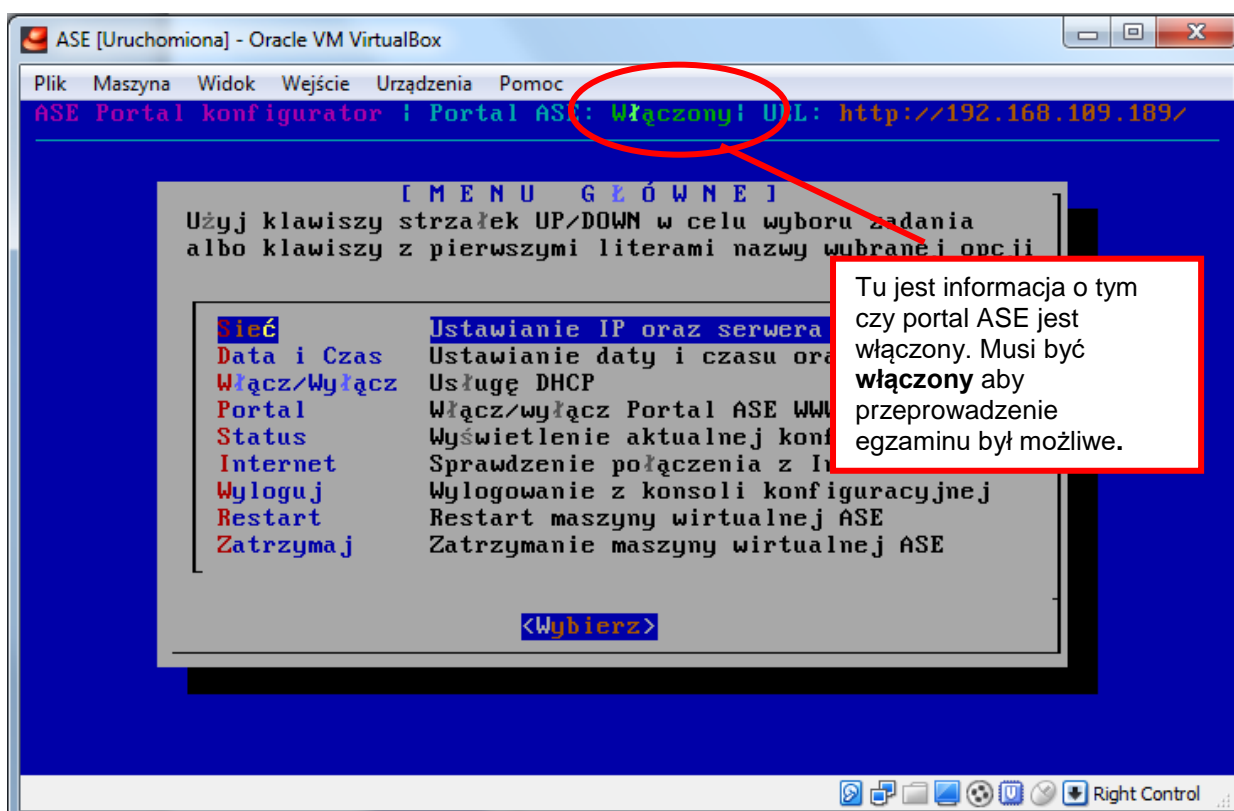 ASE [Uruchomiona] - Oracle VM VirtualBox
Plik Maszyna Widok Wejście Urządzenia Pomoc
ASE Portal konfigurator | Portal ASE: Włączony| URL: http://192.168.109.189/
[ M E N U G Ł Ó W N E ]
Użyj klawiszy strzałek UP/DOWN w celu wyboru zadania
albo klawiszy z pierwszymi literami nazwy wybranej opcji
Sieć Ustawianie IP oraz serwera
Data i Czas Ustawianie daty i czasu
Włącz/Wyłącz Usługę DHCP
Portal Włącz/wyłącz Portal ASE
Status Wyświetlenie aktualnej
Internet Sprawdzenie połączenia z
Wyloguj Wylogowanie z konsoli konfiguracyjnej
Restart Restart maszyny wirtualnej ASE
Zatrzymaj Zatrzymanie maszyny wirtualnej ASE
<Wybierz>
Tu jest informacja o tym
czy portal ASE jest
włączony. Musi być
włączony aby
przeprowadzenie
egzaminu był możliwe.
Right Control